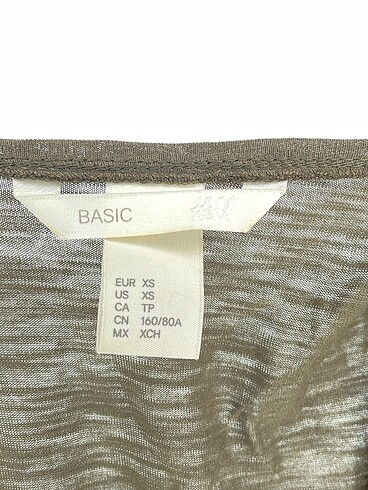 BASIC H&M
EUR XS
US XS
CA TP
CN 160/80A
MX XCH